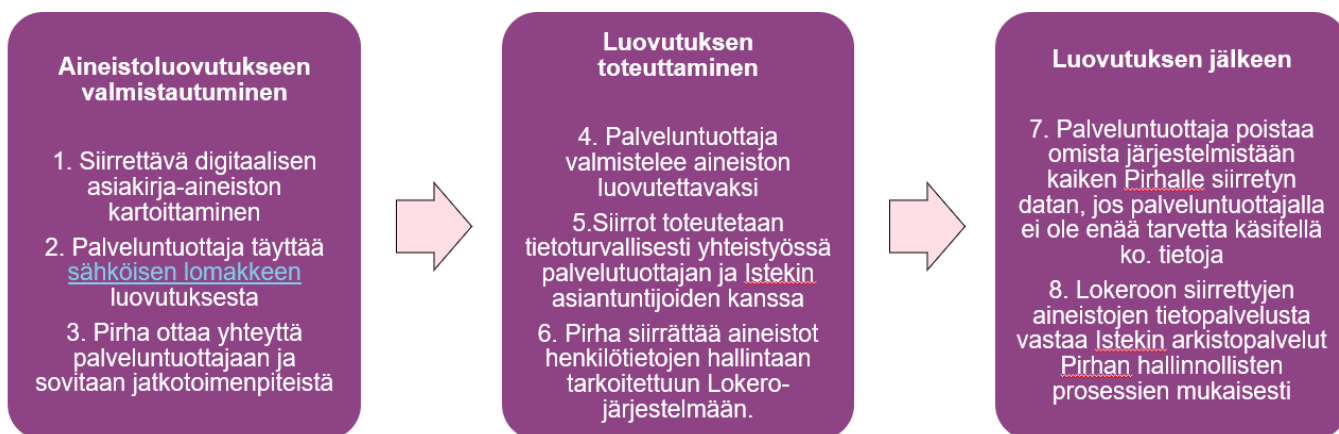 Aineistoluovutukseen
valmistautuminen
1. Siirrettävä digitaalisen
asiakirja-aineiston
kartoittaminen
2. Palveluntuottaja täyttää
sähköisen lomakkeen
luovutuksesta
3. Pirha ottaa yhteyttä
palveluntuottajaan ja
sovitaan jatkotoimenpiteistä
Luovutuksen
toteuttaminen
4. Palveluntuottaja
valmistelee aineiston
luovutettavaksi
5.Siirrot toteutetaan
tietoturvallisesti yhteistyössä
palvelutuottajan ja Istekin
asiantuntijoiden kanssa
6. Pirha siirrättää aineistot
henkilötietojen hallintaan
tarkoitettuun Lokero-
järjestelmään.
Luovutuksen jälkeen
7. Palveluntuottaja poistaa
omista järjestelmistään
kaiken Pirhalle siirretyn
datan, jos palveluntuottajalla
ei ole enää tarvetta käsitellä
ko. tietoja
8. Lokeroon siirrettyjen
aineistojen tietopalvelusta
vastaa Istekin arkistopalvelut
Pirhan hallinnollisten
prosessien mukaisesti